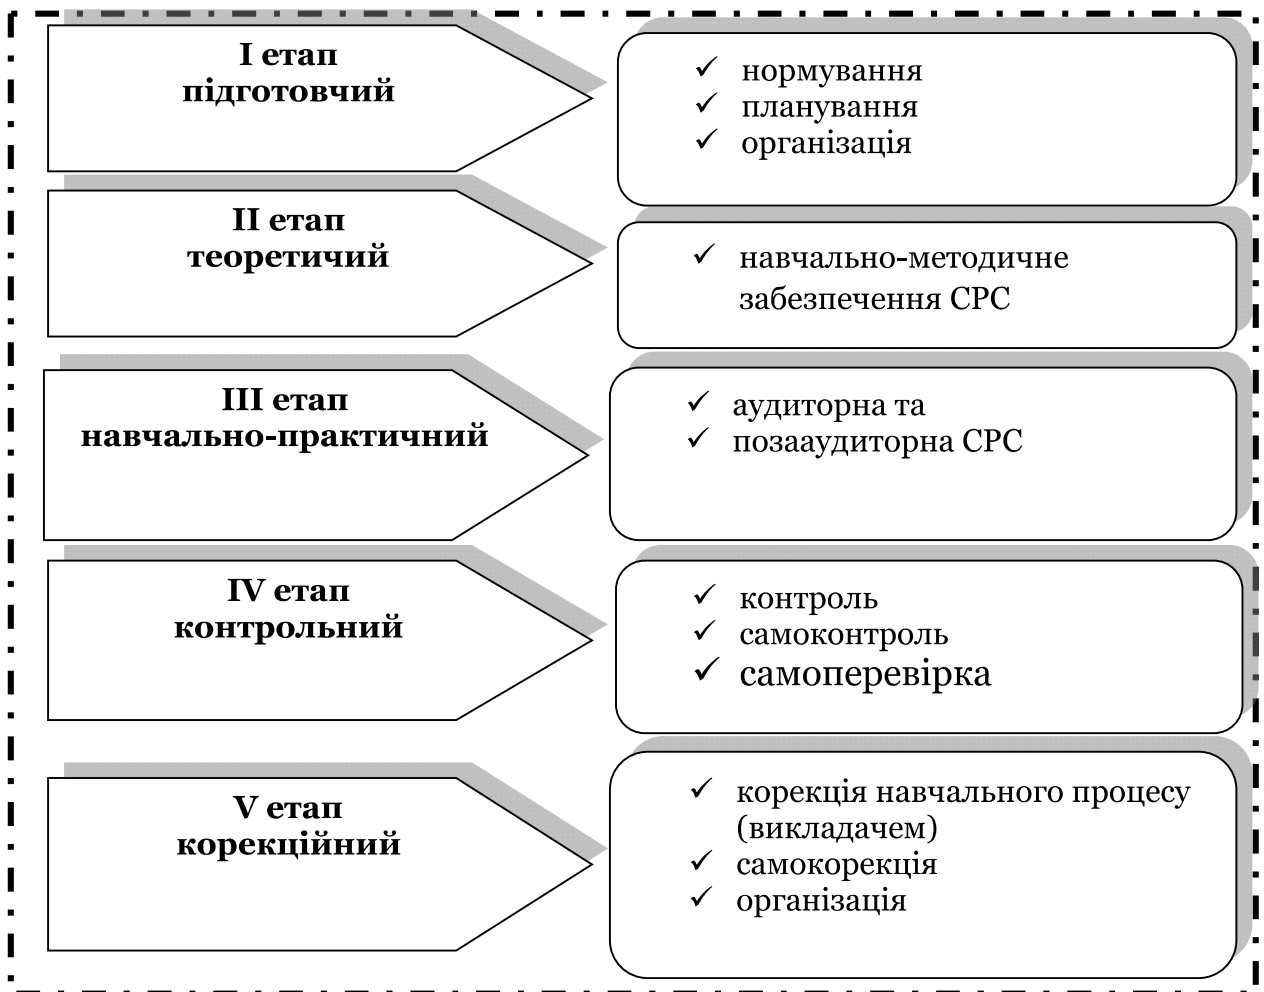 I етап
підготовчий
✓ нормування
✓ планування
✓ організація
II етап
теоретичий
✓ навчально-методичне
забезпечення СРС
III етап
навчально-практичний
✓ аудиторна та
✓ позааудиторна СРС
IV етап
контрольний
✓ контроль
✓ самоконтроль
✓ самоперевірка
V етап
корекційний
✓ корекція навчального процесу
(викладачем)
✓ самокорекція
✓ організація